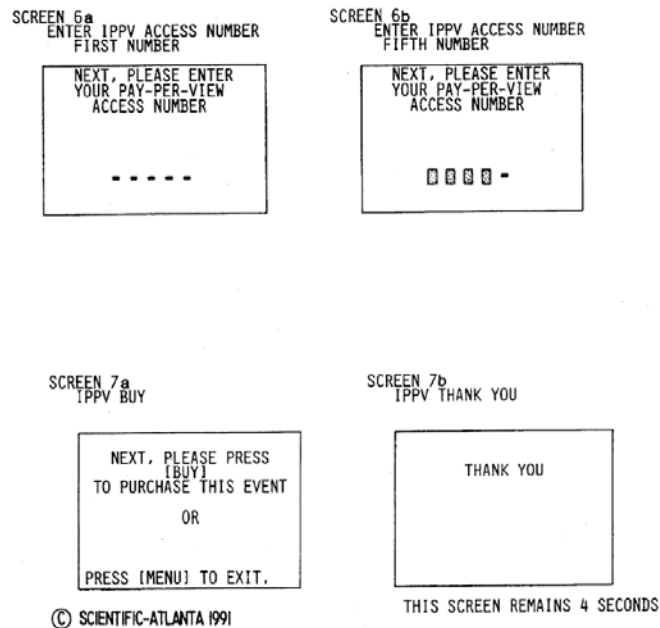 SCREEN 6a
ENTER IPPV ACCESS NUMBER
FIRST NUMBER
NEXT, PLEASE ENTER
YOUR PAY-PER-VIEW
ACCESS NUMBER
- - - - -
SCREEN 6b
ENTER IPPV ACCESS NUMBER
FIFTH NUMBER
NEXT, PLEASE ENTER
YOUR PAY-PER-VIEW
ACCESS NUMBER
-
SCREEN 7a
IPPV BUY
NEXT, PLEASE PRESS
[BUY]
TO PURCHASE THIS EVENT
OR
PRESS [MENU] TO EXIT.
© SCIENTIFIC-ATLANTA 1991
SCREEN 7b
IPPV THANK YOU
THANK YOU
THIS SCREEN REMAINS 4 SECONDS